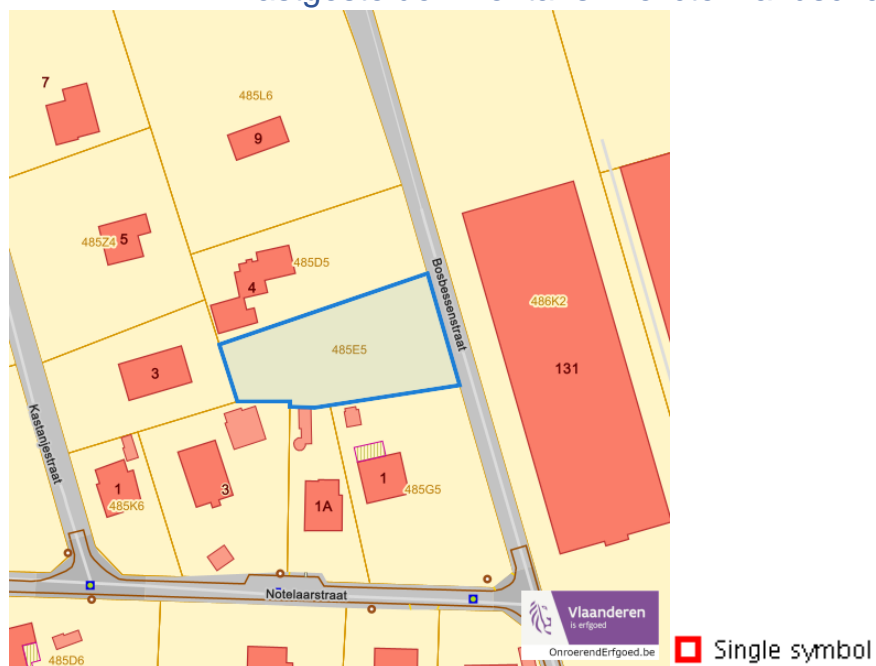 7
485L6
9
5
485Z4
485D5
4
Bosbessenstraat
486K2
485E5
131
3
Kastanjestraat
1
485K6
3
1A
1
485G5
Notelaarstraat
485D6
Vlaanderen
is erfgoed
OnroerendErfgoed.be
Single symbol